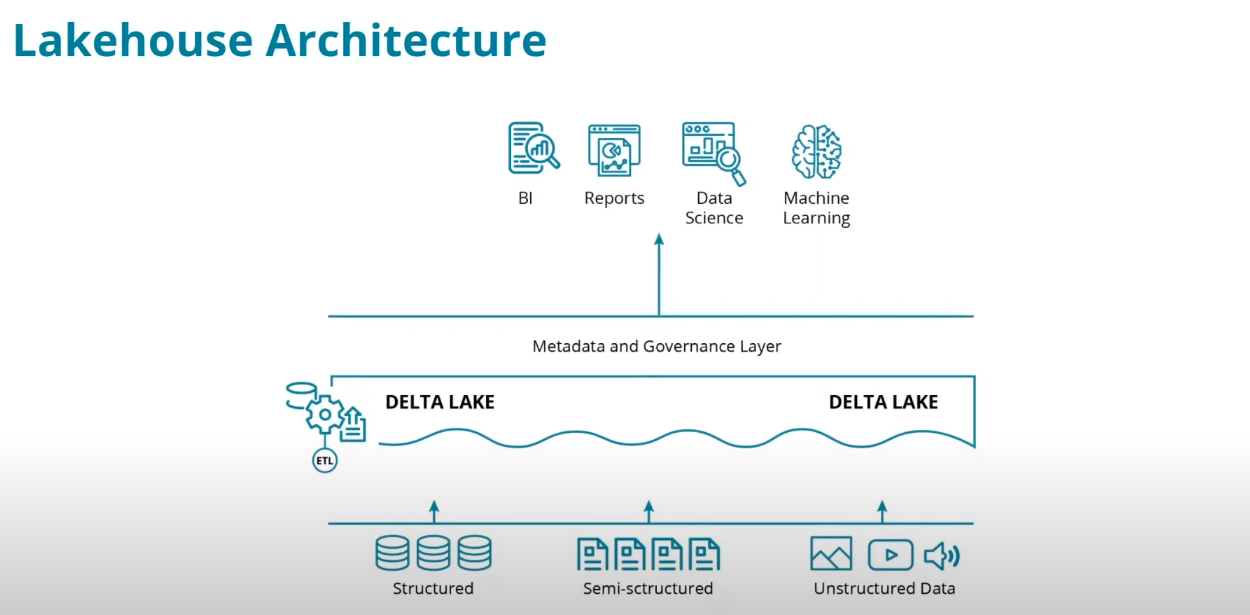 Lakehouse Architecture
BI
Reports
Data
Science
Machine
Learning
Metadata and Governance Layer
DELTA LAKE
DELTA LAKE
ETL
Structured
Semi-sctructured
Unstructured Data